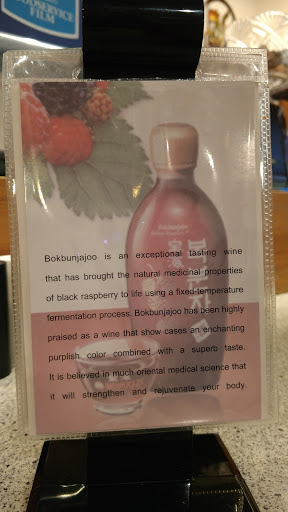 FOODSERVICE
FILM
Bokbunjajoo is an exceptional tasting wine
that has brought the natural medicinal properties
of black raspberry to life using a fixed-temperature
fermentation process. Bokbunjajoo has been highly
praised as a wine that show cases an enchanting
purplish color combined with a superb taste.
It is believed in much oriental medical science that
it will strengthen and rejuvenate your body.